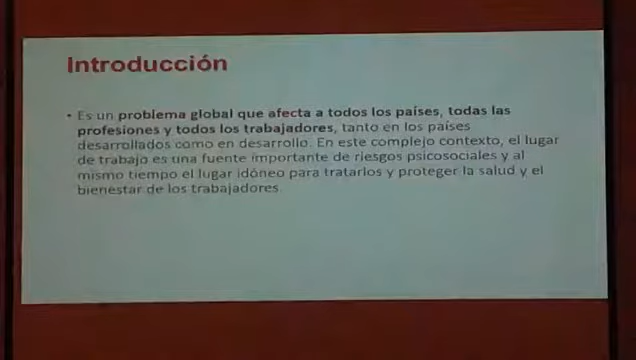 Introducción
• Es un problema global que afecta a todos los países, todas las
profesiones y todos los trabajadores, tanto en los países
desarrollados como en desarrollo. En este complejo contexto, el lugar
de trabajo es una fuente importante de riesgos psicosociales y al
mismo tiempo el lugar idóneo para tratarlos y proteger la salud y el
bienestar de los trabajadores.